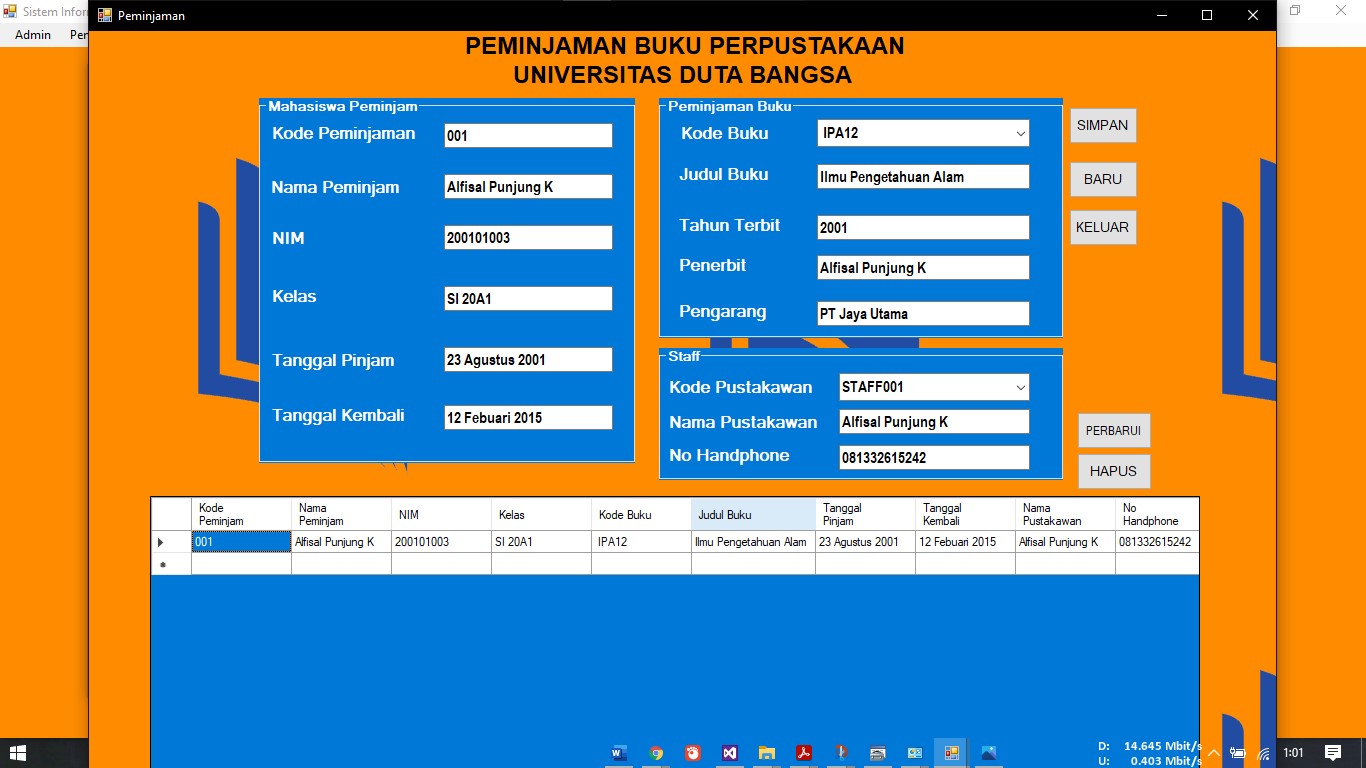 Sistem Infor
Peminjaman
Admin
Per
PEMINJAMAN BUKU PERPUSTAKAAN
UNIVERSITAS DUTA BANGSA
Mahasiswa Peminjam
Kode Peminjaman 001
Nama Peminjam Alfisal Punjung K
NIM 200101003
Kelas SI 20A1
Tanggal Pinjam 23 Agustus 2001
Tanggal Kembali 12 Febuari 2015
Peminjaman Buku
Kode Buku IPA12
Judul Buku Ilmu Pengetahuan Alam
Tahun Terbit 2001
Penerbit Alfisal Punjung K
Pengarang PT Jaya Utama
SIMPAN
BARU
KELUAR
Staff
Kode Pustakawan STAFF001
Nama Pustakawan Alfisal Punjung K
No Handphone 081332615242
PERBARUI
HAPUS
Kode Peminjam Nama Peminjam NIM Kelas Kode Buku Judul Buku Tanggal Pinjam Tanggal Kembali Nama Pustakawan No Handphone
001 Alfisal Punjung K 200101003 SI 20A1 IPA12 Ilmu Pengetahuan Alam 23 Agustus 2001 12 Febuari 2015 Alfisal Punjung K 081332615242
D: 14.645 Mbit/s
U: 0.403 Mbit/s
1:01